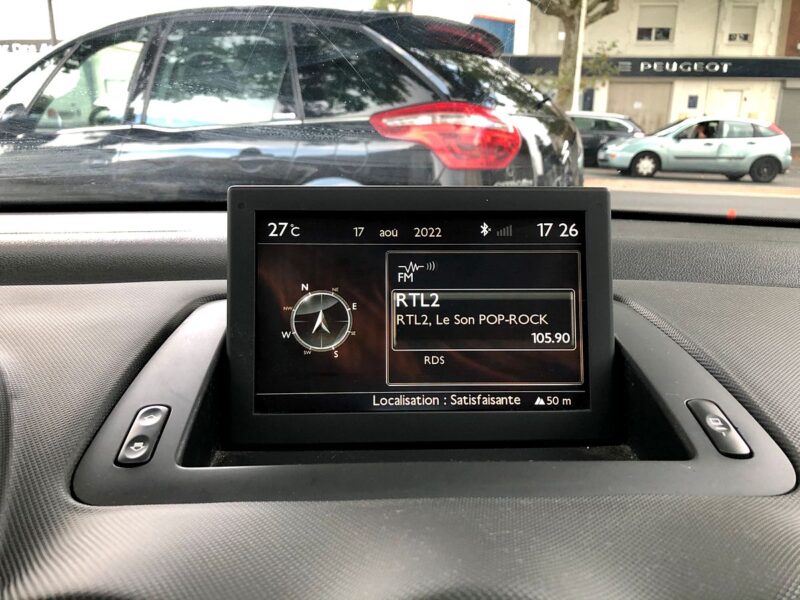 PEUGEOT
27°C 17 aoû 2022 17 26
FM
RTL2
RTL2, Le Son POP-ROCK
105.90
RDS
N
NW NE
W E
SW SE
S
Localisation : Satisfaisante 50 m